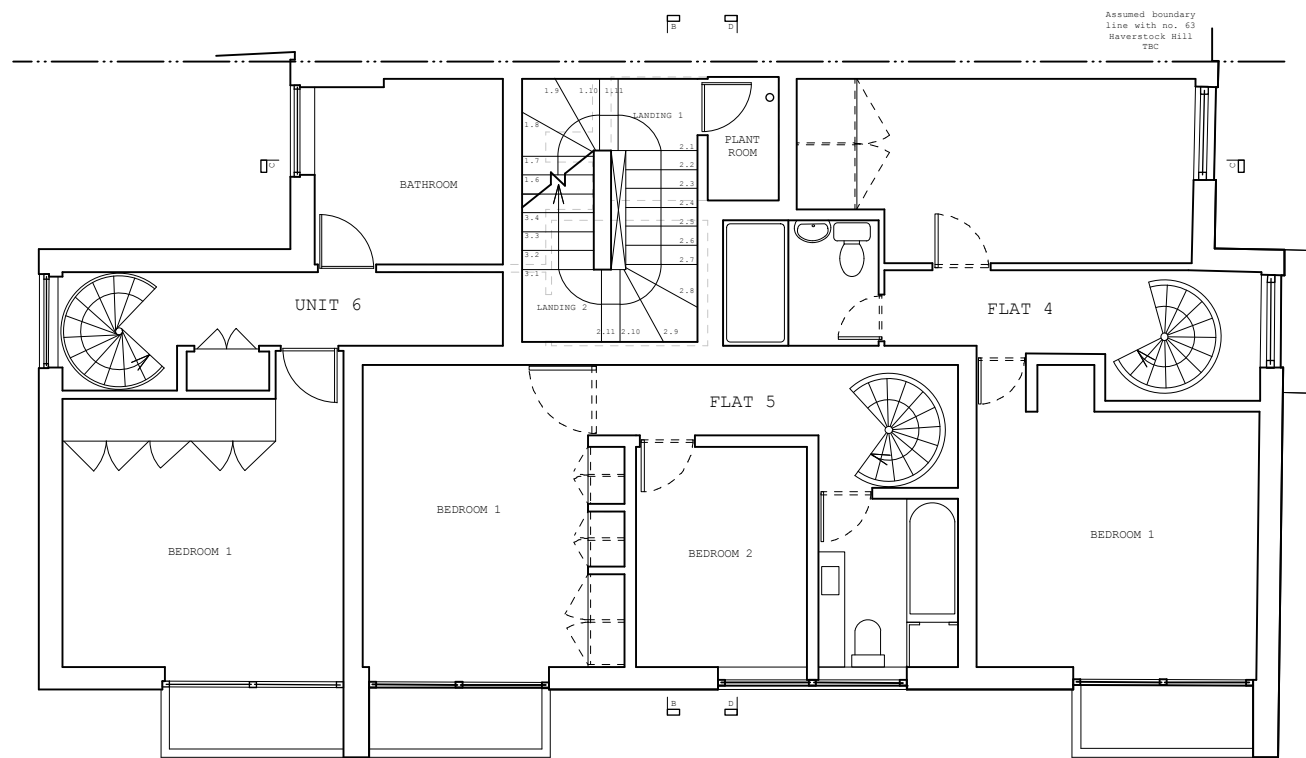 B
D
Assumed boundary
line with no. 63
Haverstock Hill
TBC
1.9
1.10
1.11
LANDING 1
1.8
PLANT
ROOM
2.1
1.7
2.2
C
C
BATHROOM
1.6
2.3
2.4
3.4
2.5
3.3
2.6
3.2
2.7
3.1
2.8
UNIT 6
LANDING 2
FLAT 4
2.11
2.10
2.9
FLAT 5
BEDROOM 1
BEDROOM 1
BEDROOM 2
BEDROOM 1
B
D